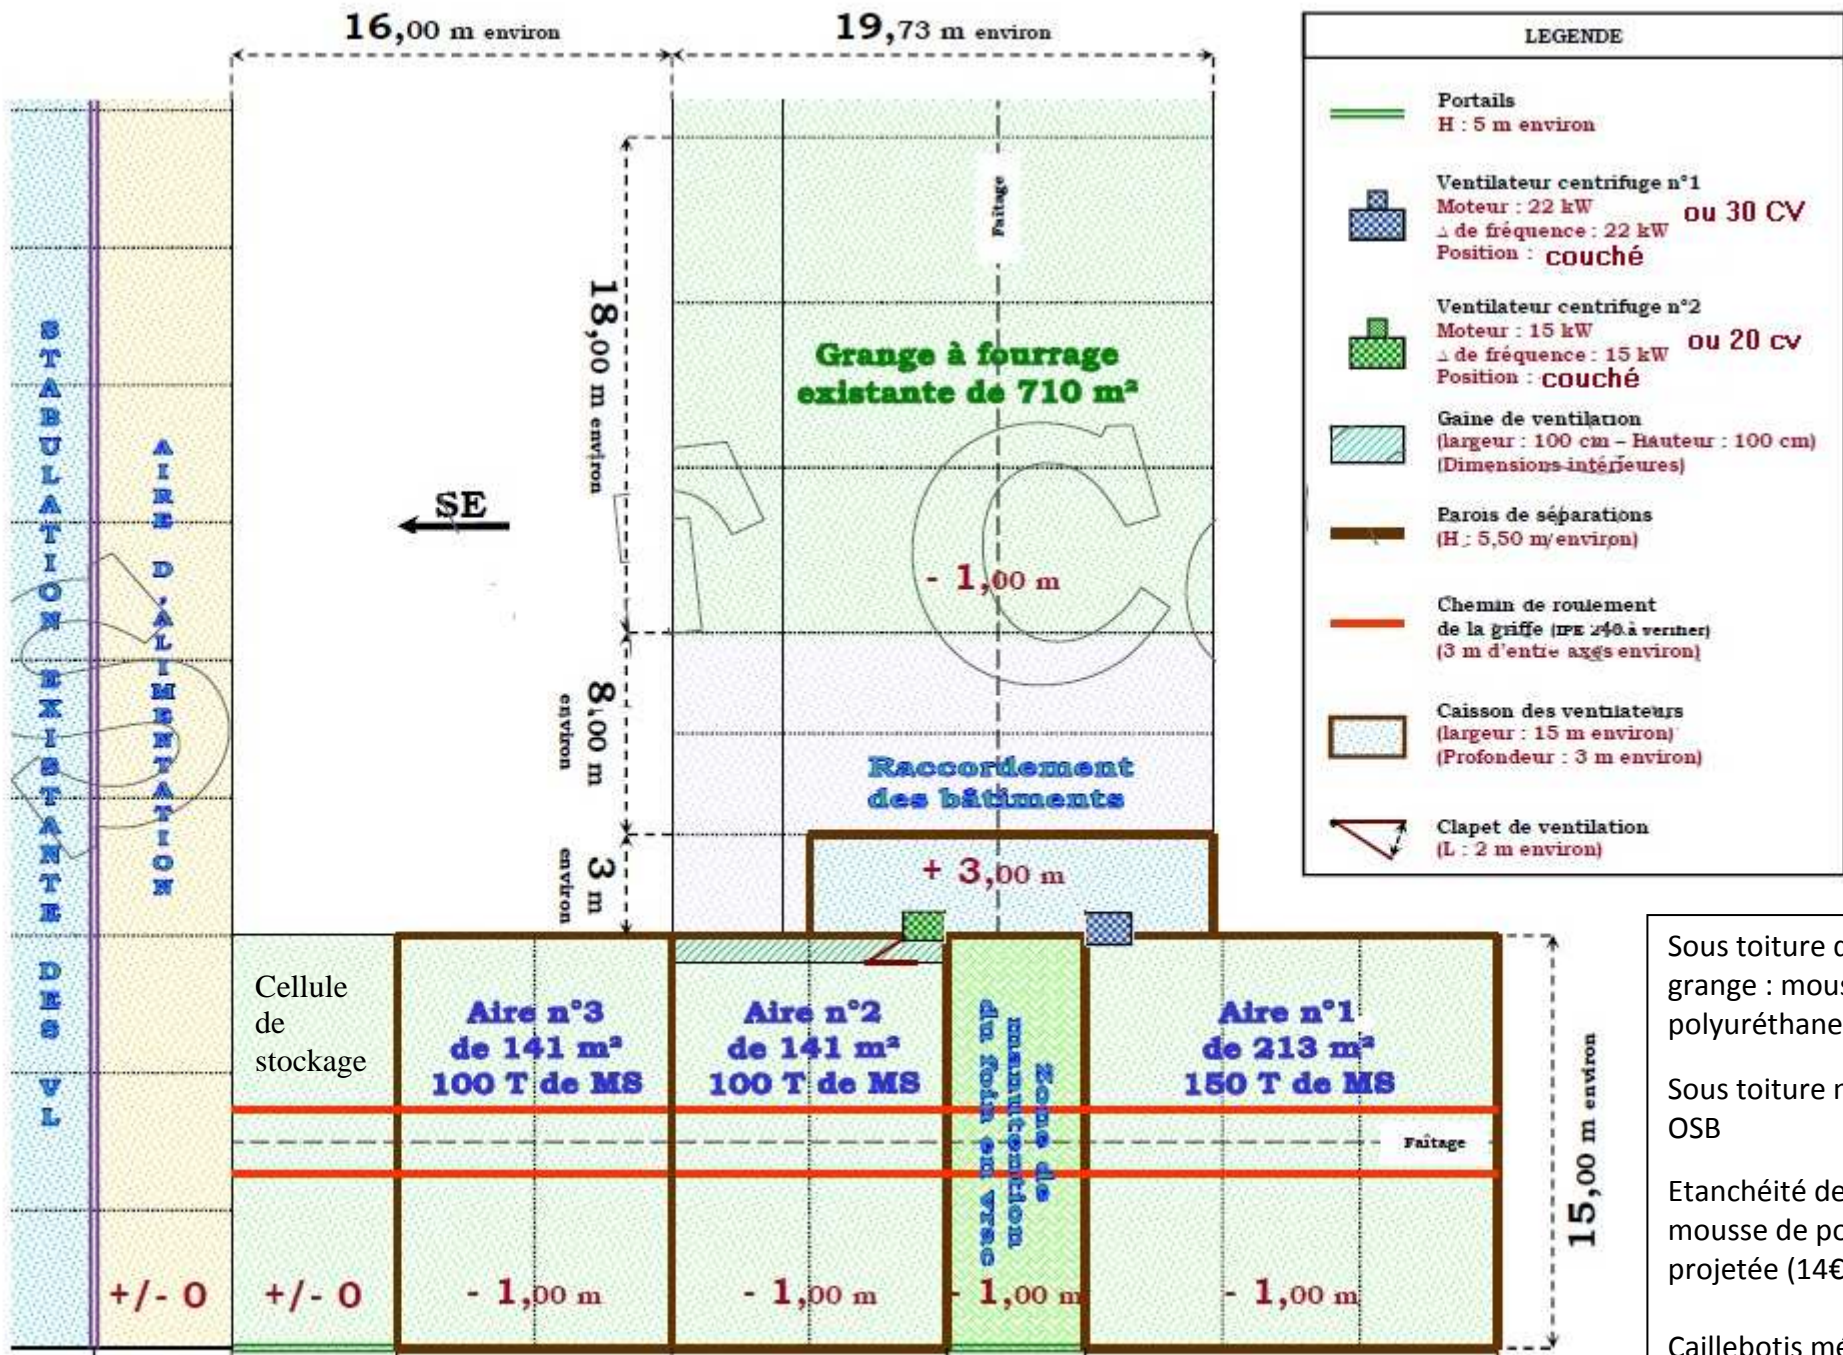 16,00 m environ
19,73 m environ
LEGENDE
Portails
H : 5 m environ
Ventilateur centrifuge n°1
Moteur : 22 kW
ou 30 CV
Δ de fréquence : 22 kW
Position : couché
Ventilateur centrifuge n°2
Moteur : 15 kW
ou 20 cv
Δ de fréquence : 15 kW
Position : couché
Gaine de ventilation
(largeur : 100 cm – Hauteur : 100 cm)
(Dimensions intérieures)
Parois de séparations
(H : 5,50 m environ)
Chemin de roulement
de la griffe (IPE 240 à verifier)
(3 m d'entre axes environ)
Caisson des ventilateurs
(largeur : 15 m environ)
(Profondeur : 3 m environ)
Clapet de ventilation
(L : 2 m environ)
STABULATION EXISTANTE DES VL
AIRE D'ALIMENTATION
SE
18,00 m environ
8,00 m
environ
3 m
environ
Faîtage
Grange à fourrage
existante de 710 m²
- 1,00 m
Raccordement
des bâtiments
+ 3,00 m
Cellule
de
stockage
Aire n°3
de 141 m²
100 T de MS
Aire n°2
de 141 m²
100 T de MS
Zone de
manutention
du foin en vrac
Aire n°1
de 213 m²
150 T de MS
Faîtage
15,00 m environ
+/- 0
+/- 0
- 1,00 m
- 1,00 m
- 1,00 m
- 1,00 m
Sous toiture
grange :
polyuréthane
Sous toiture
OSB
Etanchéité
mousse de
projetée (14€
Caillebotis